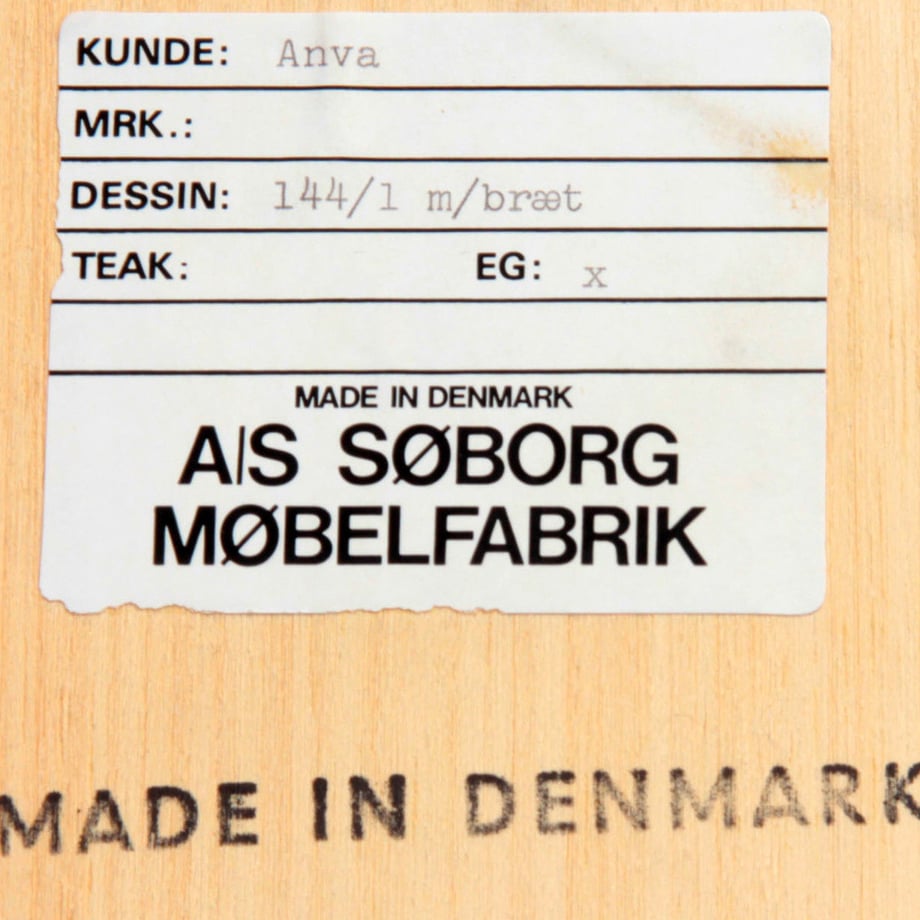 KUNDE: Anva
MRK.:
DESSIN: 144/1 m/bræt
TEAK: EG: x
MADE IN DENMARK
A/S SØBORG
MØBELFABRIK
MADE IN DENMARK